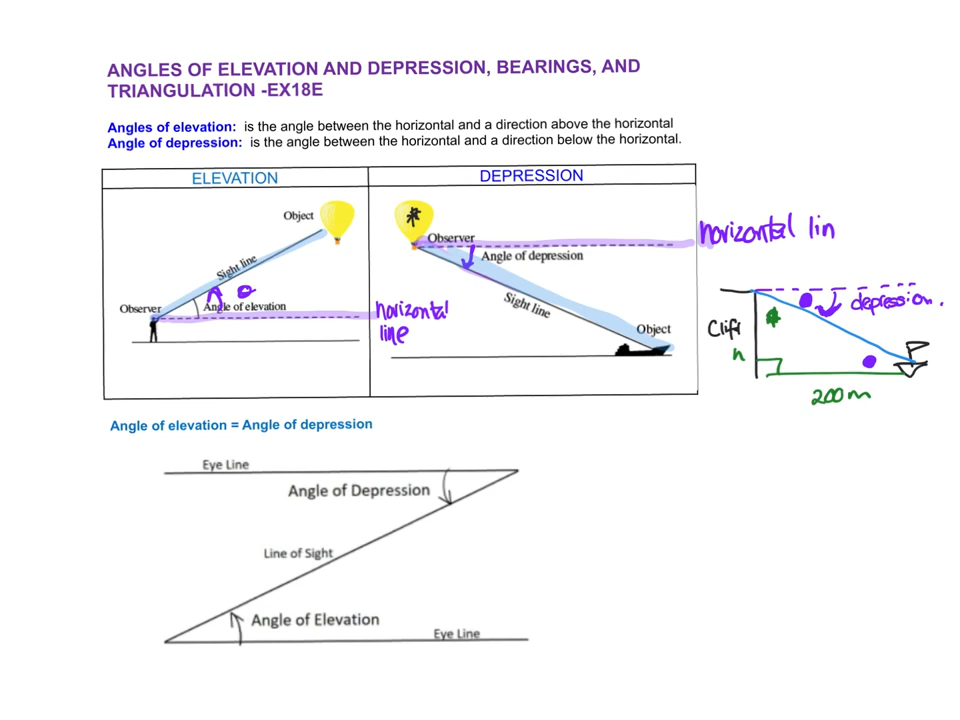 ANGLES OF ELEVATION AND DEPRESSION, BEARINGS, AND
TRIANGULATION -EX18E
Angles of elevation: is the angle between the horizontal and a direction above the horizontal
Angle of depression: is the angle between the horizontal and a direction below the horizontal.
ELEVATION
DEPRESSION
Object
Sight line
Observer
Angle of elevation
θ
horizontal
line
Observer
Angle of depression
Sight line
Object
horizontal lin
depression.
Cliff
h
200m
Angle of elevation = Angle of depression
Eye Line
Angle of Depression
Line of Sight
Angle of Elevation
Eye Line